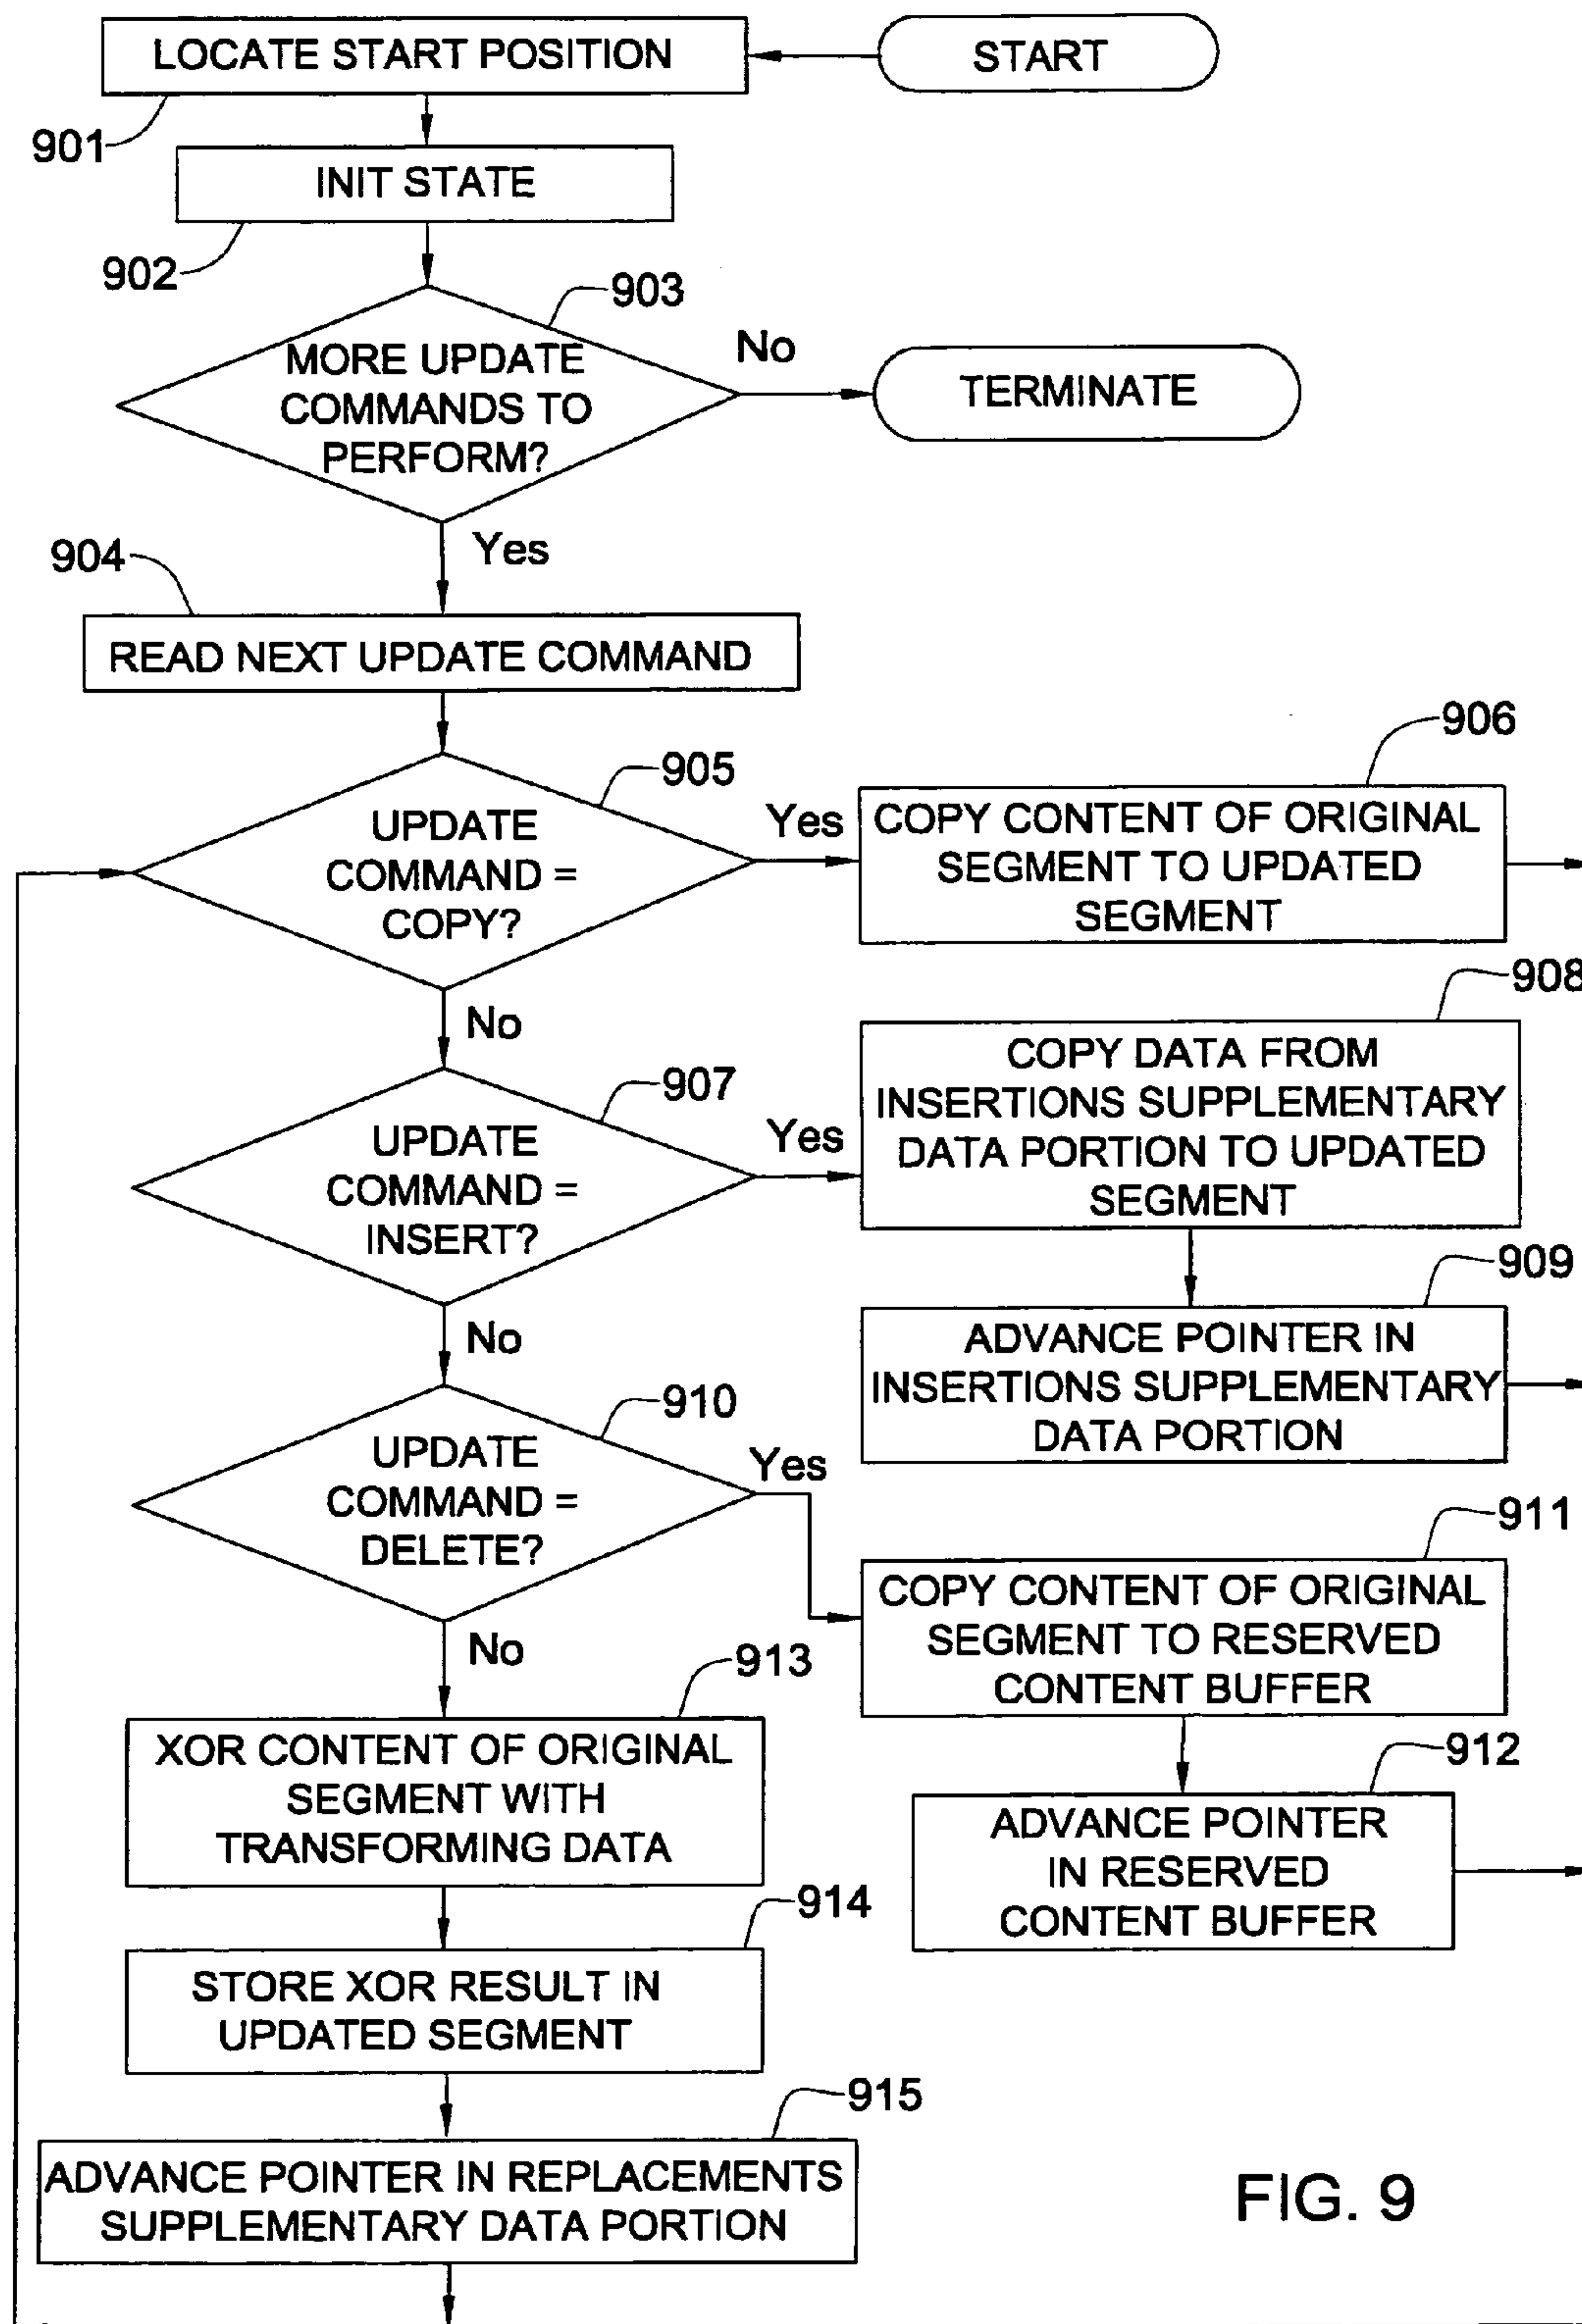 LOCATE START POSITION
START
901
INIT STATE
902
903
MORE UPDATE
COMMANDS TO
PERFORM?
No
TERMINATE
Yes
904
READ NEXT UPDATE COMMAND
905
UPDATE
COMMAND =
COPY?
Yes
906
COPY CONTENT OF ORIGINAL
SEGMENT TO UPDATED
SEGMENT
No
907
UPDATE
COMMAND =
INSERT?
Yes
908
COPY DATA FROM
INSERTIONS SUPPLEMENTARY
DATA PORTION TO UPDATED
SEGMENT
909
ADVANCE POINTER IN
INSERTIONS SUPPLEMENTARY
DATA PORTION
No
910
UPDATE
COMMAND =
DELETE?
Yes
911
COPY CONTENT OF ORIGINAL
SEGMENT TO RESERVED
CONTENT BUFFER
912
ADVANCE POINTER
IN RESERVED
CONTENT BUFFER
No
913
XOR CONTENT OF ORIGINAL
SEGMENT WITH
TRANSFORMING DATA
914
STORE XOR RESULT IN
UPDATED SEGMENT
915
ADVANCE POINTER IN REPLACEMENTS
SUPPLEMENTARY DATA PORTION
FIG. 9